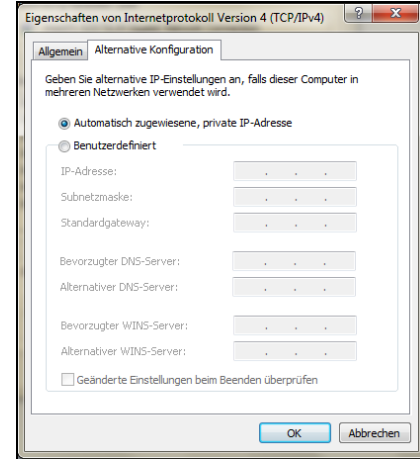 Eigenschaften von Internetprotokoll Version 4 (TCP/IPv4)
Allgemein Alternative Konfiguration
Geben Sie alternative IP-Einstellungen an, falls dieser Computer in
mehreren Netzwerken verwendet wird.
Automatisch zugewiesene, private IP-Adresse
Benutzerdefiniert
IP-Adresse:
Subnetzmaske:
Standardgateway:
Bevorzugter DNS-Server:
Alternativer DNS-Server:
Bevorzugter WINS-Server:
Alternativer WINS-Server:
Geänderte Einstellungen beim Beenden überprüfen
OK Abbrechen